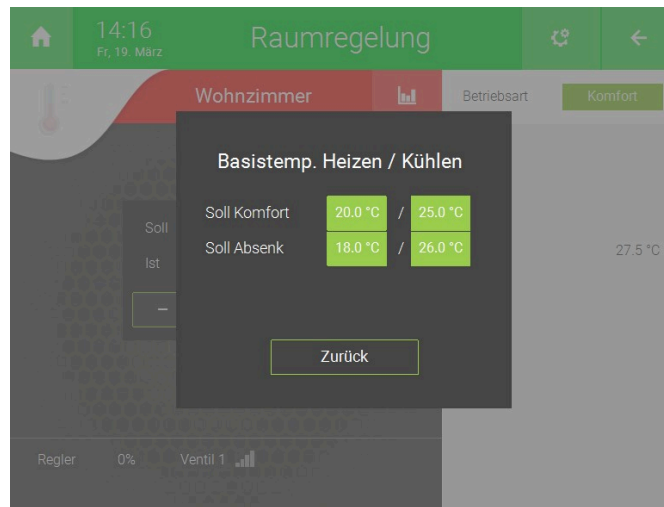 14:16
Fr, 19. März
Raumregelung
Wohnzimmer
Betriebsart Komfort
Basistemp. Heizen / Kühlen
Soll Komfort 20.0 °C / 25.0 °C
Soll Absenk 18.0 °C / 26.0 °C
Soll
Ist
27.5 °C
−
Zurück
Regler 0% Ventil 1